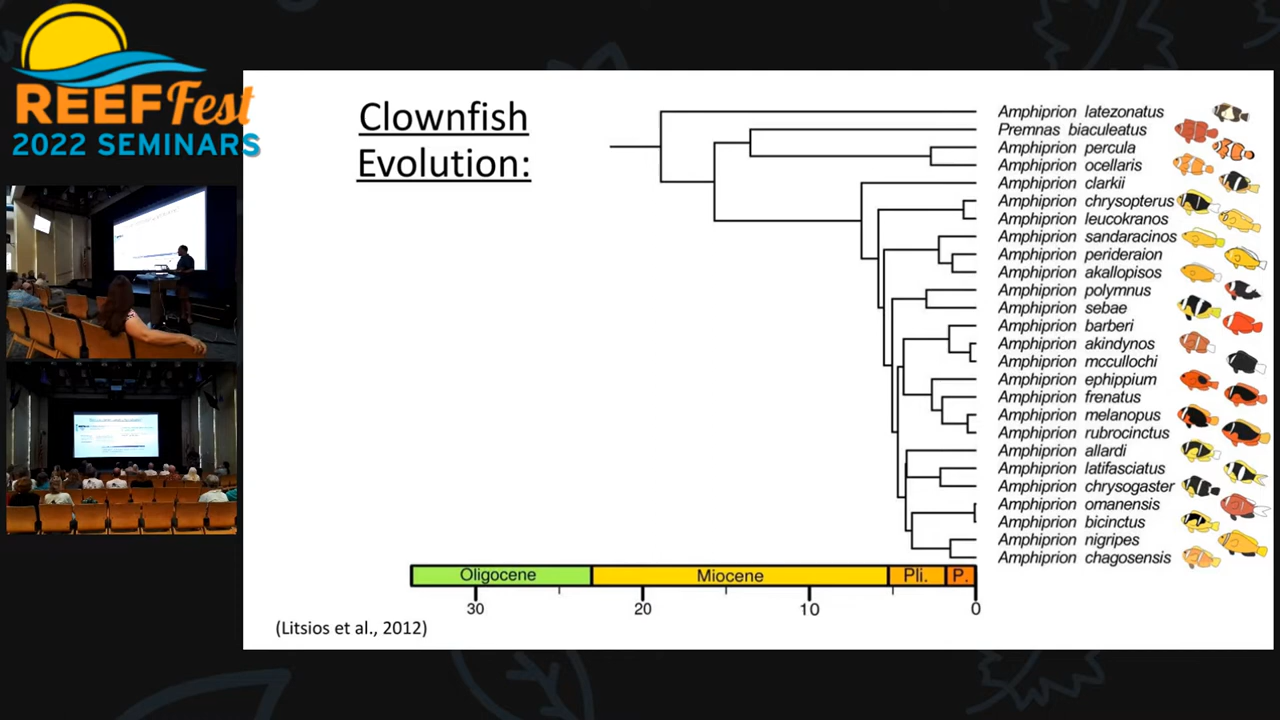 REEF Fest
2022 SEMINARS
Clownfish
Evolution:
Amphiprion latezonatus
Premnas biaculeatus
Amphiprion percula
Amphiprion ocellaris
Amphiprion clarkii
Amphiprion chrysopterus
Amphiprion leucokranos
Amphiprion sandaracinos
Amphiprion perideraion
Amphiprion akallopisos
Amphiprion polymnus
Amphiprion sebae
Amphiprion barberi
Amphiprion akindynos
Amphiprion mccullochi
Amphiprion ephippium
Amphiprion frenatus
Amphiprion melanopus
Amphiprion rubrocinctus
Amphiprion allardi
Amphiprion latifasciatus
Amphiprion chrysogaster
Amphiprion omanensis
Amphiprion bicinctus
Amphiprion nigripes
Amphiprion chagosensis
Oligocene Miocene Pli. P.
30 20 10 0
(Litsios et al., 2012)